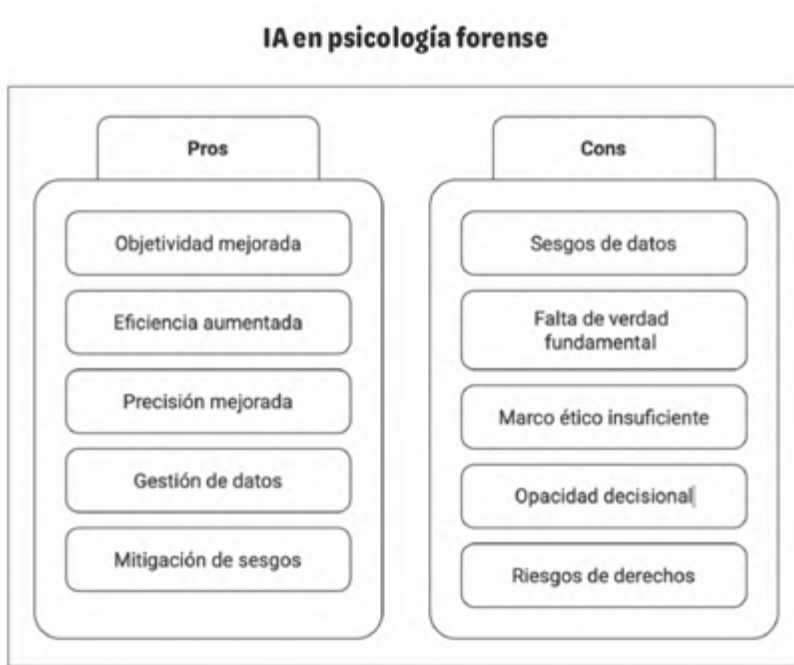 IA en psicología forense
Pros
Objetividad mejorada
Eficiencia aumentada
Precisión mejorada
Gestión de datos
Mitigación de sesgos
Cons
Sesgos de datos
Falta de verdad
fundamental
Marco ético insuficiente
Opacidad decisional
Riesgos de derechos